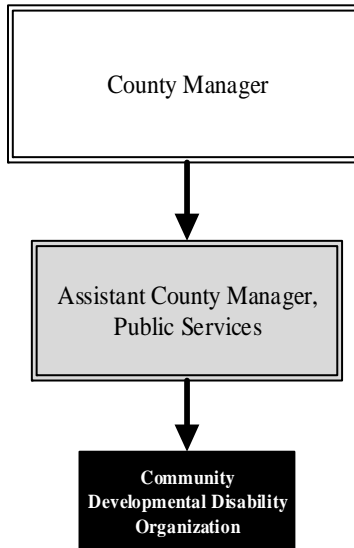 County Manager
Assistant County Manager,
Public Services
Community
Developmental Disability
Organization